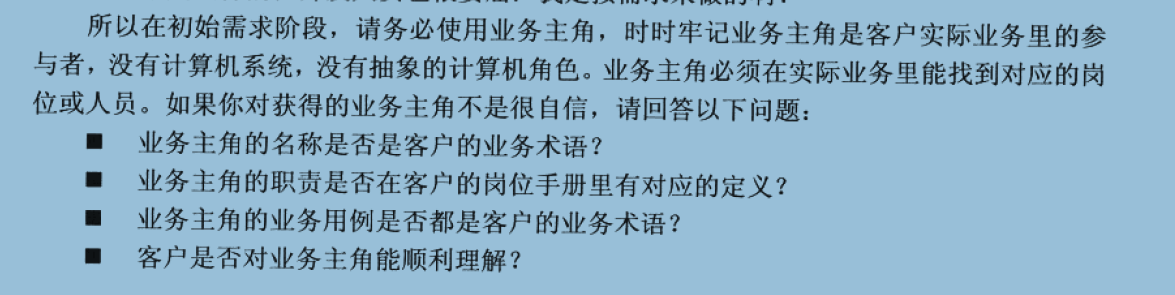 所以在初始需求阶段，请务必使用业务主角，时时牢记业务主角是客户实际业务里的参
与者，没有计算机系统，没有抽象的计算机角色。业务主角必须在实际业务里能找到对应的岗
位或人员。如果你对获得的业务主角不是很自信，请回答以下问题：
■ 业务主角的名称是否是客户的业务术语？
■ 业务主角的职责是否在客户的岗位手册里有对应的定义？
■ 业务主角的业务用例是否都是客户的业务术语？
■ 客户是否对业务主角能顺利理解？